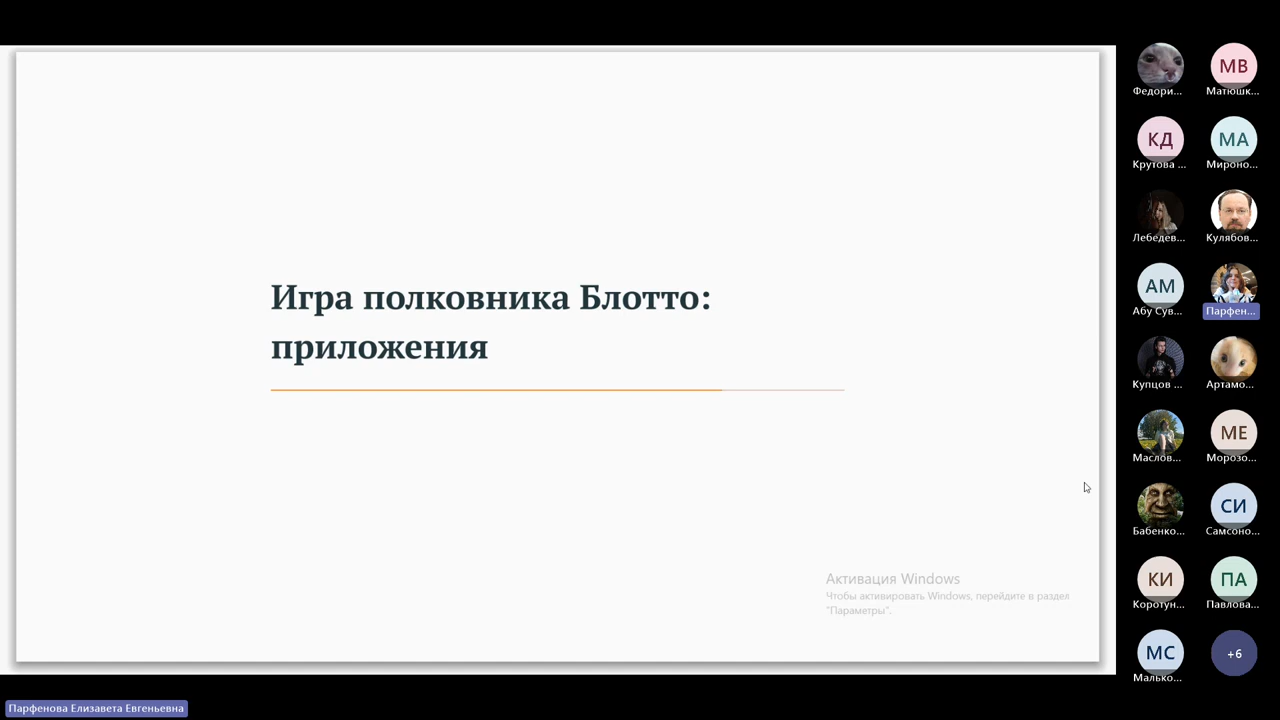 Игра полковника Блотто:
приложения
Активация Windows
Чтобы активировать Windows, перейдите в раздел
"Параметры".
Федори...
МВ
Матюшк...
КД
Крутова ...
МА
Мироно...
Лебедев...
Кулябов...
АМ
Абу Сув...
Парфен...
Купцов ...
Артамо...
Маслов...
МЕ
Морозо...
Бабенко...
СИ
Самсоно...
КИ
Коротун...
ПА
Павлова...
МС
Малько...
+6
Парфенова Елизавета Евгеньевна